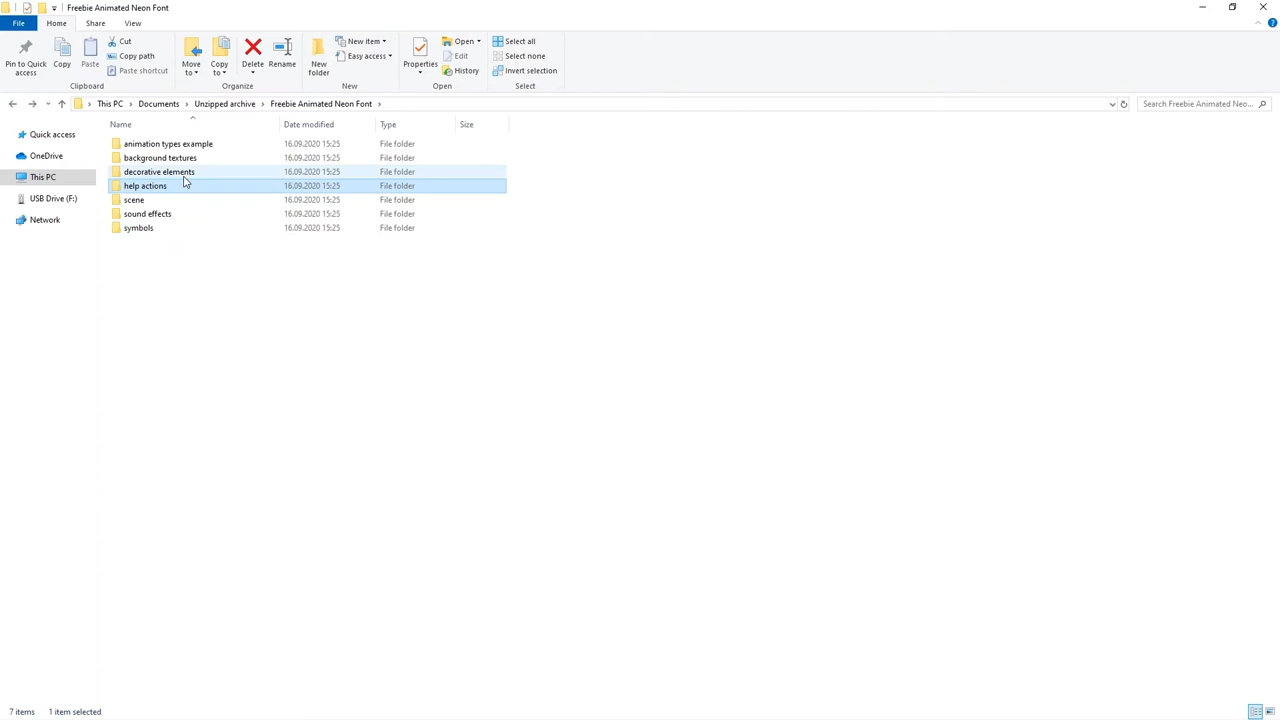 Freebie Animated Neon Font
File Home Share View
Pin to Quick access
Copy
Paste
Cut
Copy path
Paste shortcut
Clipboard
Move to
Copy to
Delete
Rename
Organize
New folder
New item
Easy access
New
Properties
Open
Edit
History
Open
Select all
Select none
Invert selection
Select
This PC Documents Unzipped archive Freebie Animated Neon Font
Search Freebie Animated Neo...
Quick access
OneDrive
This PC
USB Drive (F:)
Network
Name Date modified Type Size
animation types example 16.09.2020 15:25 File folder
background textures 16.09.2020 15:25 File folder
decorative elements 16.09.2020 15:25 File folder
help actions 16.09.2020 15:25 File folder
scene 16.09.2020 15:25 File folder
sound effects 16.09.2020 15:25 File folder
symbols 16.09.2020 15:25 File folder
7 items 1 item selected